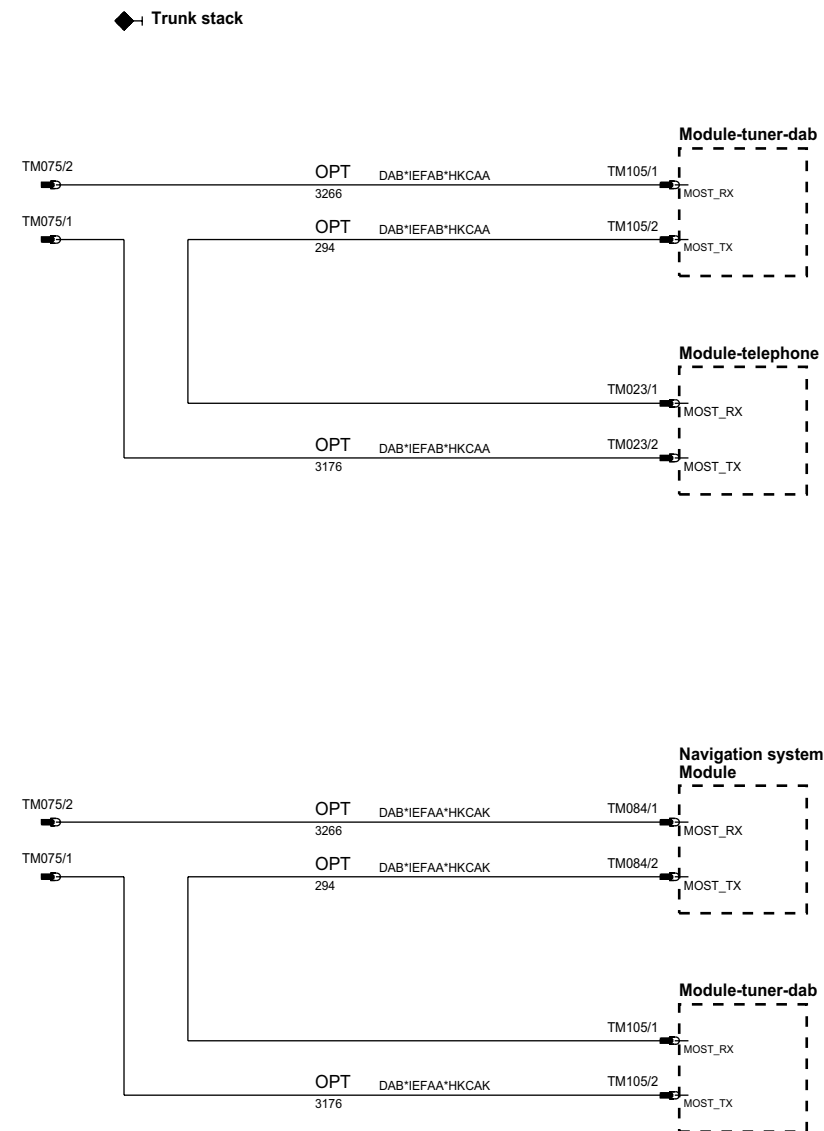 Trunk stack
Module-tuner-dab
TM075/2
OPT
DAB*IEFAB*HKCAA
TM105/1
3266
MOST_RX
TM075/1
OPT
DAB*IEFAB*HKCAA
TM105/2
294
MOST_TX
Module-telephone
TM023/1
MOST_RX
OPT
DAB*IEFAB*HKCAA
TM023/2
3176
MOST_TX
Navigation system
Module
TM075/2
OPT
DAB*IEFAA*HKCAK
TM084/1
3266
MOST_RX
TM075/1
OPT
DAB*IEFAA*HKCAK
TM084/2
294
MOST_TX
Module-tuner-dab
TM105/1
MOST_RX
OPT
DAB*IEFAA*HKCAK
TM105/2
3176
MOST_TX